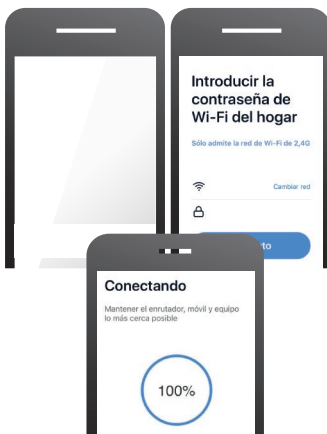 Introducir la
contraseña de
Wi-Fi del hogar
Sólo admite la red de Wi-Fi de 2,4G
Cambiar red
to
Conectando
Mantener el enrutador, móvil y equipo
lo más cerca posible
100%